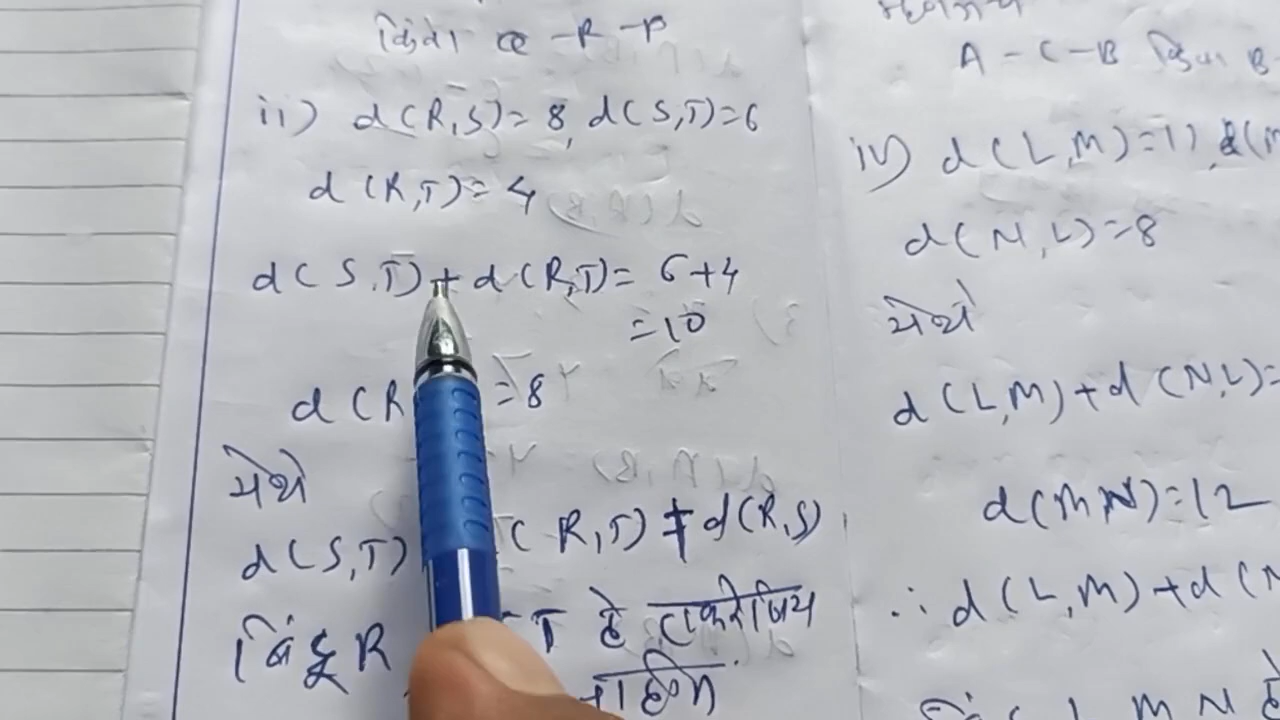 किंवा Q -R -P
ii) d(R,S)= 8, d(S,T)=6
d(R,T)= 4
d(S,T)+d(R,T)= 6+4
=10
d(R =8
येथे
d(S,T) (R,T) ≠ d(R,S)
बिंदू R T हे एकरेषिय
नाहीत.
A - C - B किंवा B-
iv) d(L,M)=11,
d(N,L)=8
येथे
d(L,M)+d(N,L)=
d(M,N)=12
∴ d(L,M)+d(N
L, M, N हे